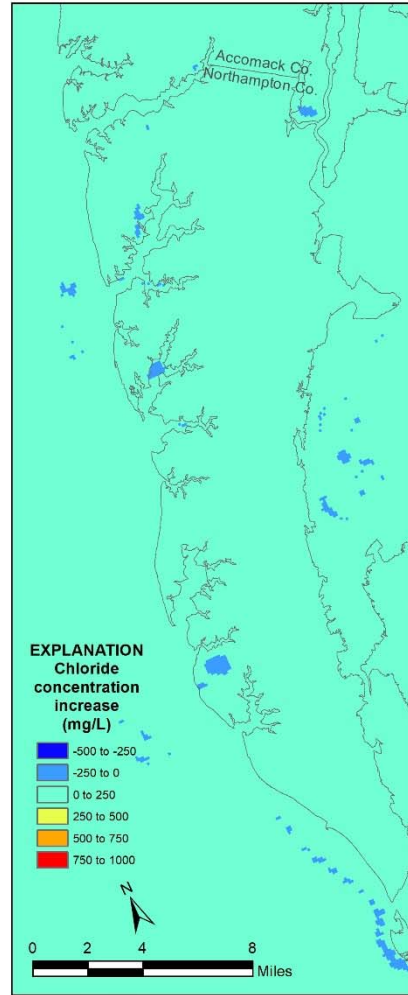 Accomack Co.
Northampton Co.
EXPLANATION
Chloride
concentration
increase
(mg/L)
-500 to -250
-250 to 0
0 to 250
250 to 500
500 to 750
750 to 1000
N
0 2 4 8
Miles